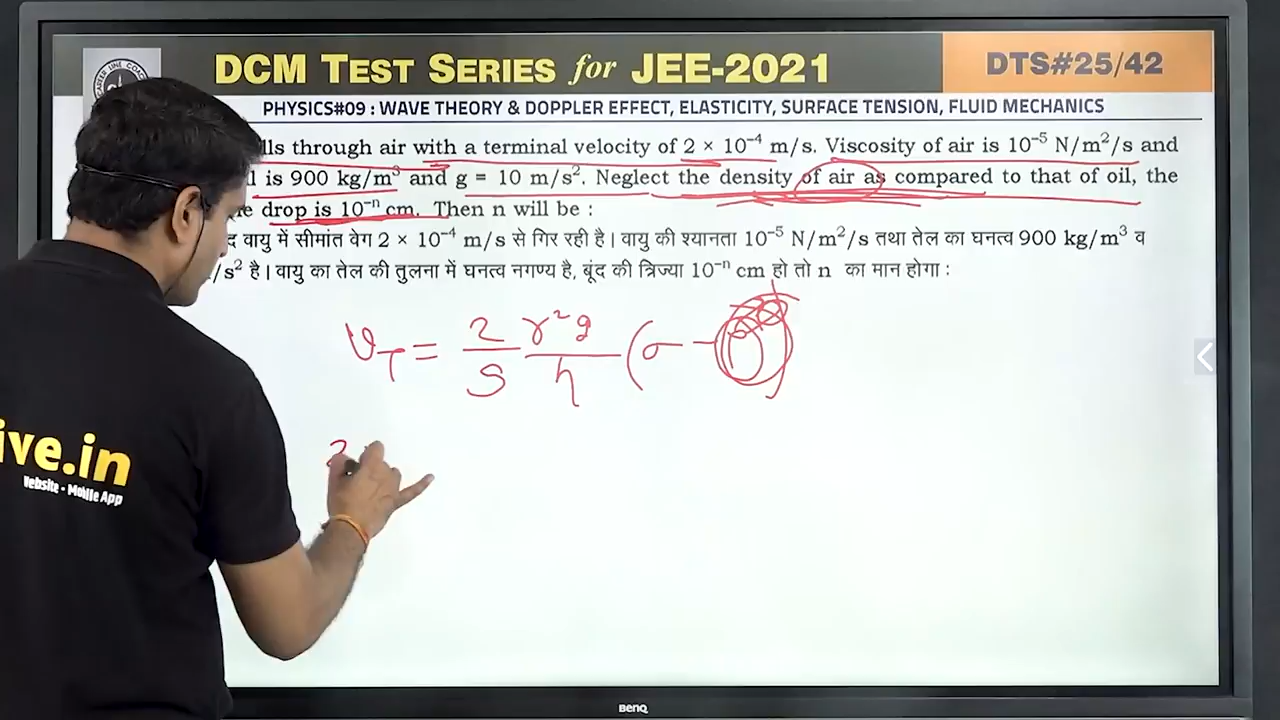 DCM TEST SERIES for JEE-2021
DTS#25/42
PHYSICS#09 : WAVE THEORY & DOPPLER EFFECT, ELASTICITY, SURFACE TENSION, FLUID MECHANICS
lls through air with a terminal velocity of 2 × 10⁻⁴ m/s. Viscosity of air is 10⁻⁵ N/m²/s and
l is 900 kg/m³ and g = 10 m/s². Neglect the density of air as compared to that of oil, the
e drop is 10⁻ⁿ cm. Then n will be :
द वायु में सीमांत वेग 2 × 10⁻⁴ m/s से गिर रही है। वायु की श्यानता 10⁻⁵ N/m²/s तथा तेल का घनत्व 900 kg/m³ व
/s² है। वायु का तेल की तुलना में घनत्व नगण्य है, बूंद की त्रिज्या 10⁻ⁿ cm हो तो n का मान होगा :
v_T = 2/9 r²g/η (σ −
2
ive.in
Website - Mobile App
BenQ